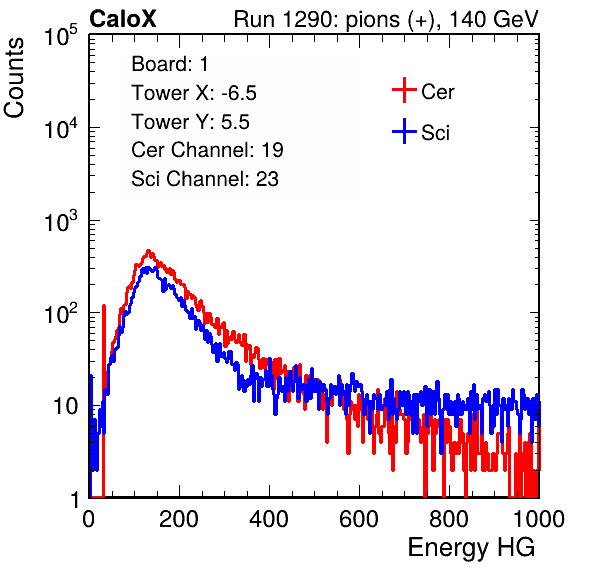 CaloX Run 1290: pions (+), 140 GeV
Counts
10^5
10^4
10^3
10^2
10
1
Board: 1
Tower X: -6.5
Tower Y: 5.5
Cer Channel: 19
Sci Channel: 23
Cer
Sci
0 200 400 600 800 1000
Energy HG